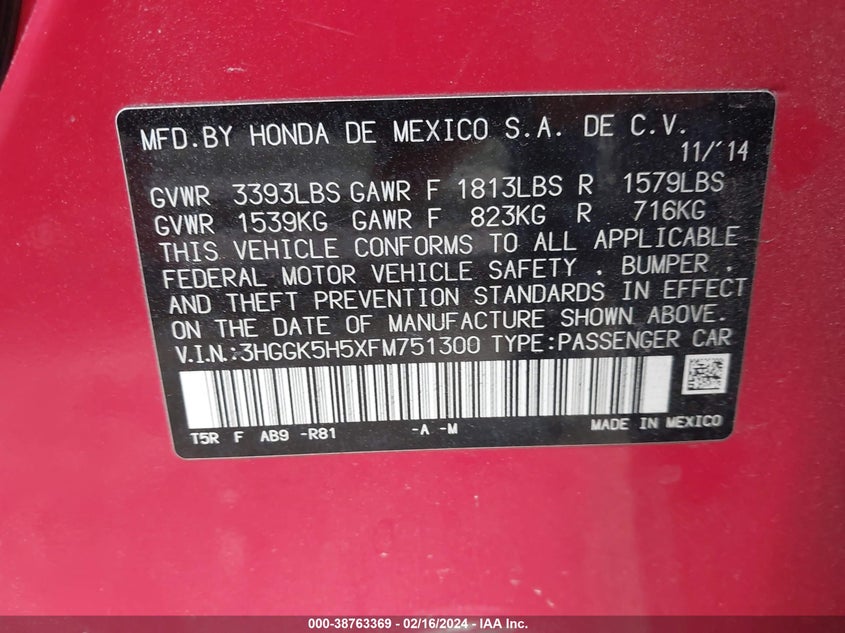 MFD.BY HONDA DE MEXICO S.A. DE C.V.
11/'14
GVWR 3393LBS GAWR F 1813LBS R 1579LBS
GVWR 1539KG GAWR F 823KG R 716KG
THIS VEHICLE CONFORMS TO ALL APPLICABLE
FEDERAL MOTOR VEHICLE SAFETY , BUMPER ,
AND THEFT PREVENTION STANDARDS IN EFFECT
ON THE DATE OF MANUFACTURE SHOWN ABOVE.
V.I.N.:3HGGK5H5XFM751300 TYPE:PASSENGER CAR
T5R F AB9 -R81 -A -M MADE IN MEXICO
000-38763369 - 02/16/2024 - IAA Inc.